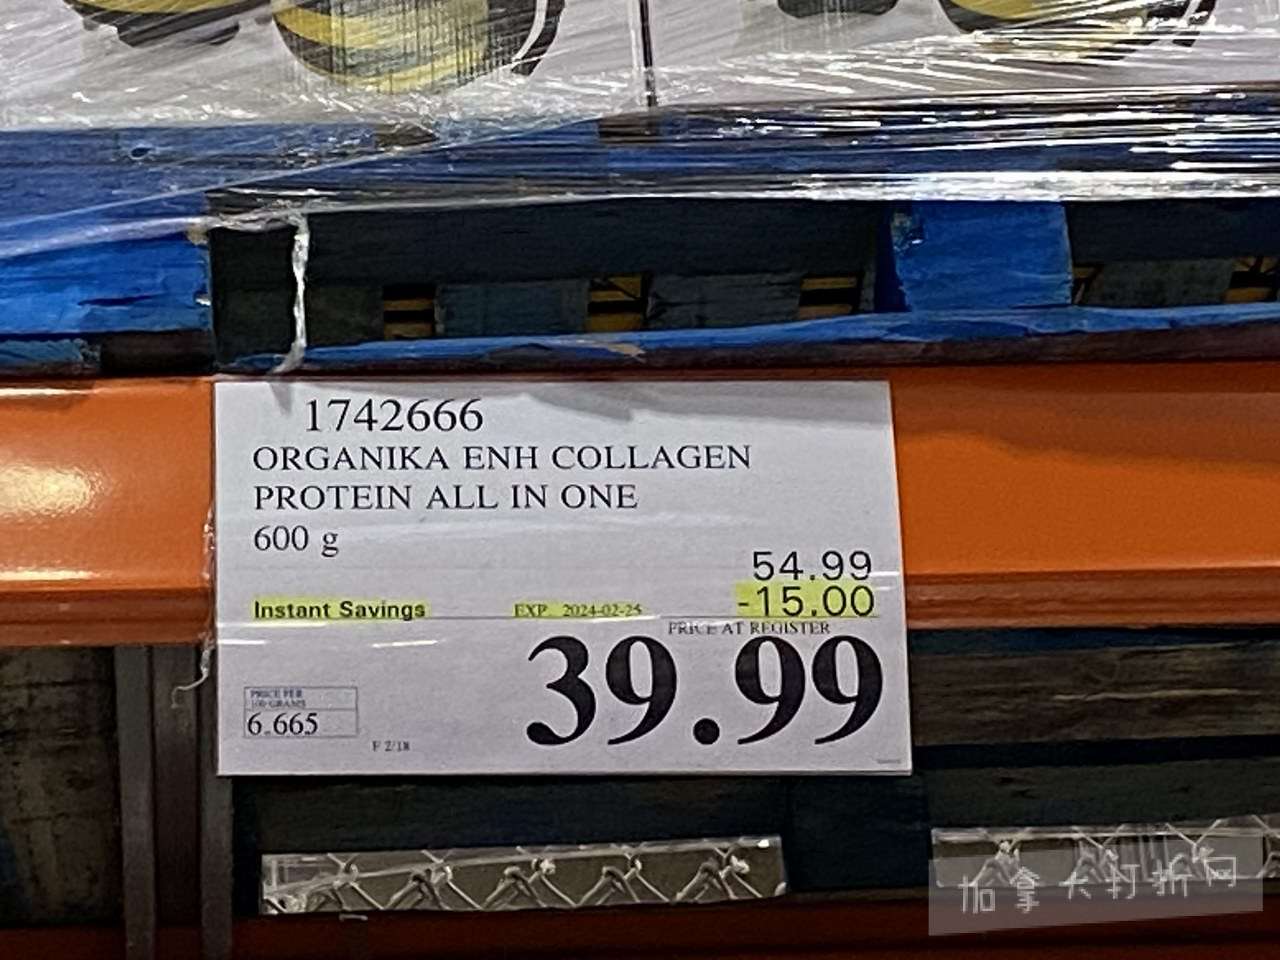 1742666
ORGANIKA ENH COLLAGEN
PROTEIN ALL IN ONE
600 g
54.99
Instant Savings EXP 2024-02-25 -15.00
PRICE AT REGISTER
39.99
PRICE PER
100 GRAMS
6.665
F 2/18
加拿大打折网